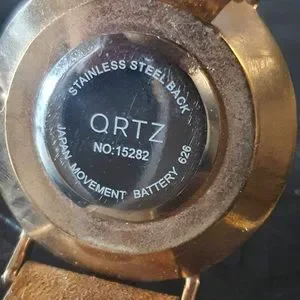 STAINLESS STEEL BACK
QRTZ
NO:15282
JAPAN MOVEMENT BATTERY 626